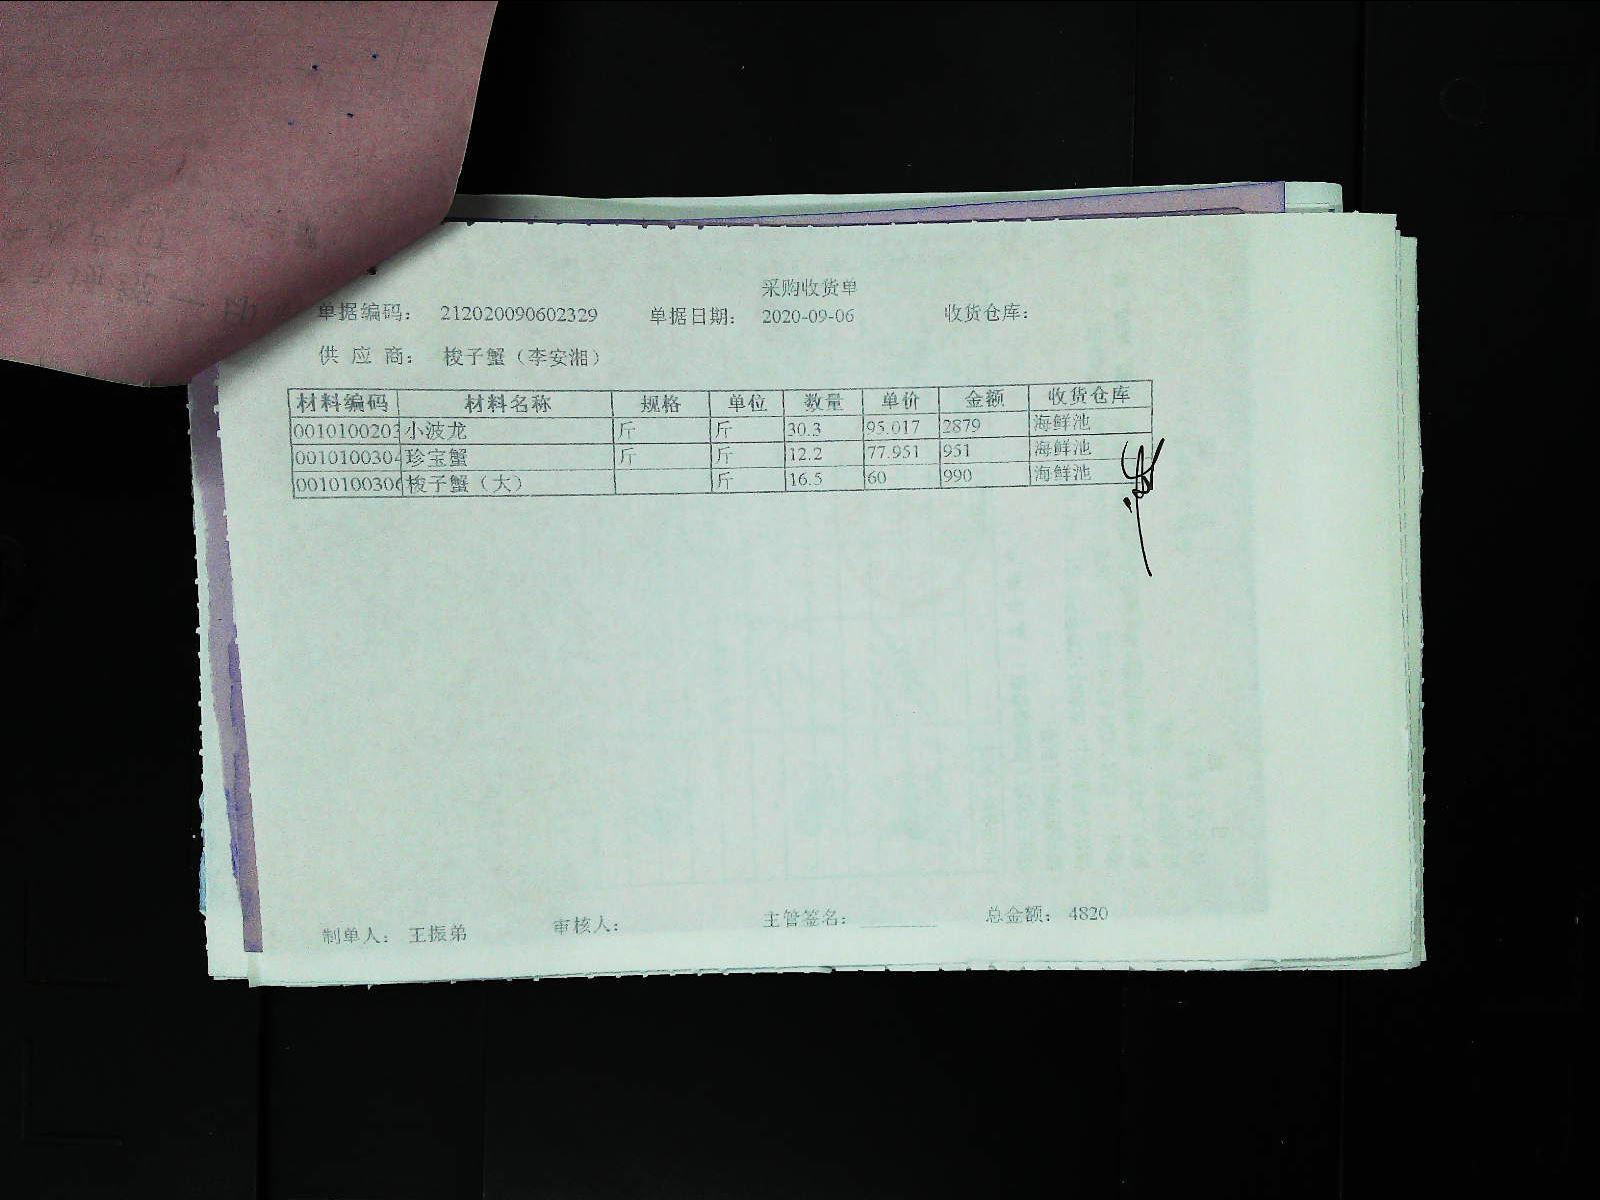 采购收货单
单据编码： 212020090602329 单据日期： 2020-09-06 收货仓库：
供 应 商： 梭子蟹（李安湘）
材料编码 材料名称 规格 单位 数量 单价 金额 收货仓库
0010100203 小波龙 斤 斤 30.3 95.017 2879 海鲜池
0010100304 珍宝蟹 斤 斤 12.2 77.951 951 海鲜池
0010100306 梭子蟹（大） 斤 16.5 60 990 海鲜池
制单人： 王振弟 审核人： 主管签名： 总金额： 4820